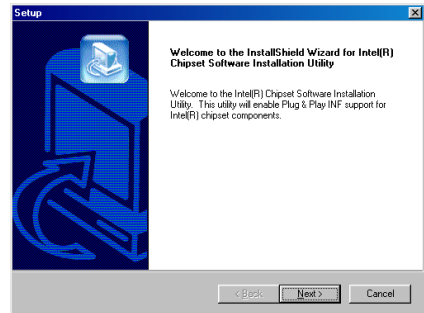 Setup
Welcome to the InstallShield Wizard for Intel(R)
Chipset Software Installation Utility
Welcome to the Intel(R) Chipset Software Installation
Utility. This utility will enable Plug & Play INF support for
Intel(R) chipset components.
< Back Next > Cancel